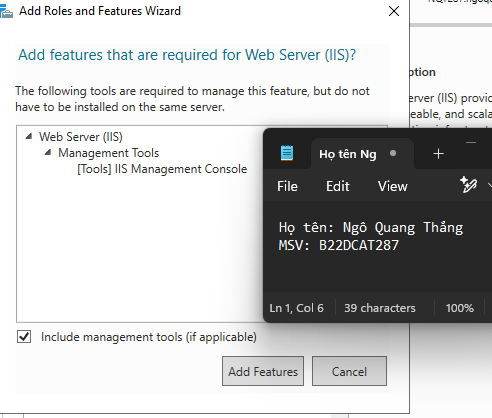 Add Roles and Features Wizard
Add features that are required for Web Server (IIS)?
The following tools are required to manage this feature, but do not
have to be installed on the same server.
Web Server (IIS)
Management Tools
[Tools] IIS Management Console
Include management tools (if applicable)
Add Features
Cancel
ption
erver (IIS) provid
eable, and scala
Họ tên Ng
File
Edit
View
Họ tên: Ngô Quang Thắng
MSV: B22DCAT287
Ln 1, Col 6
39 characters
100%